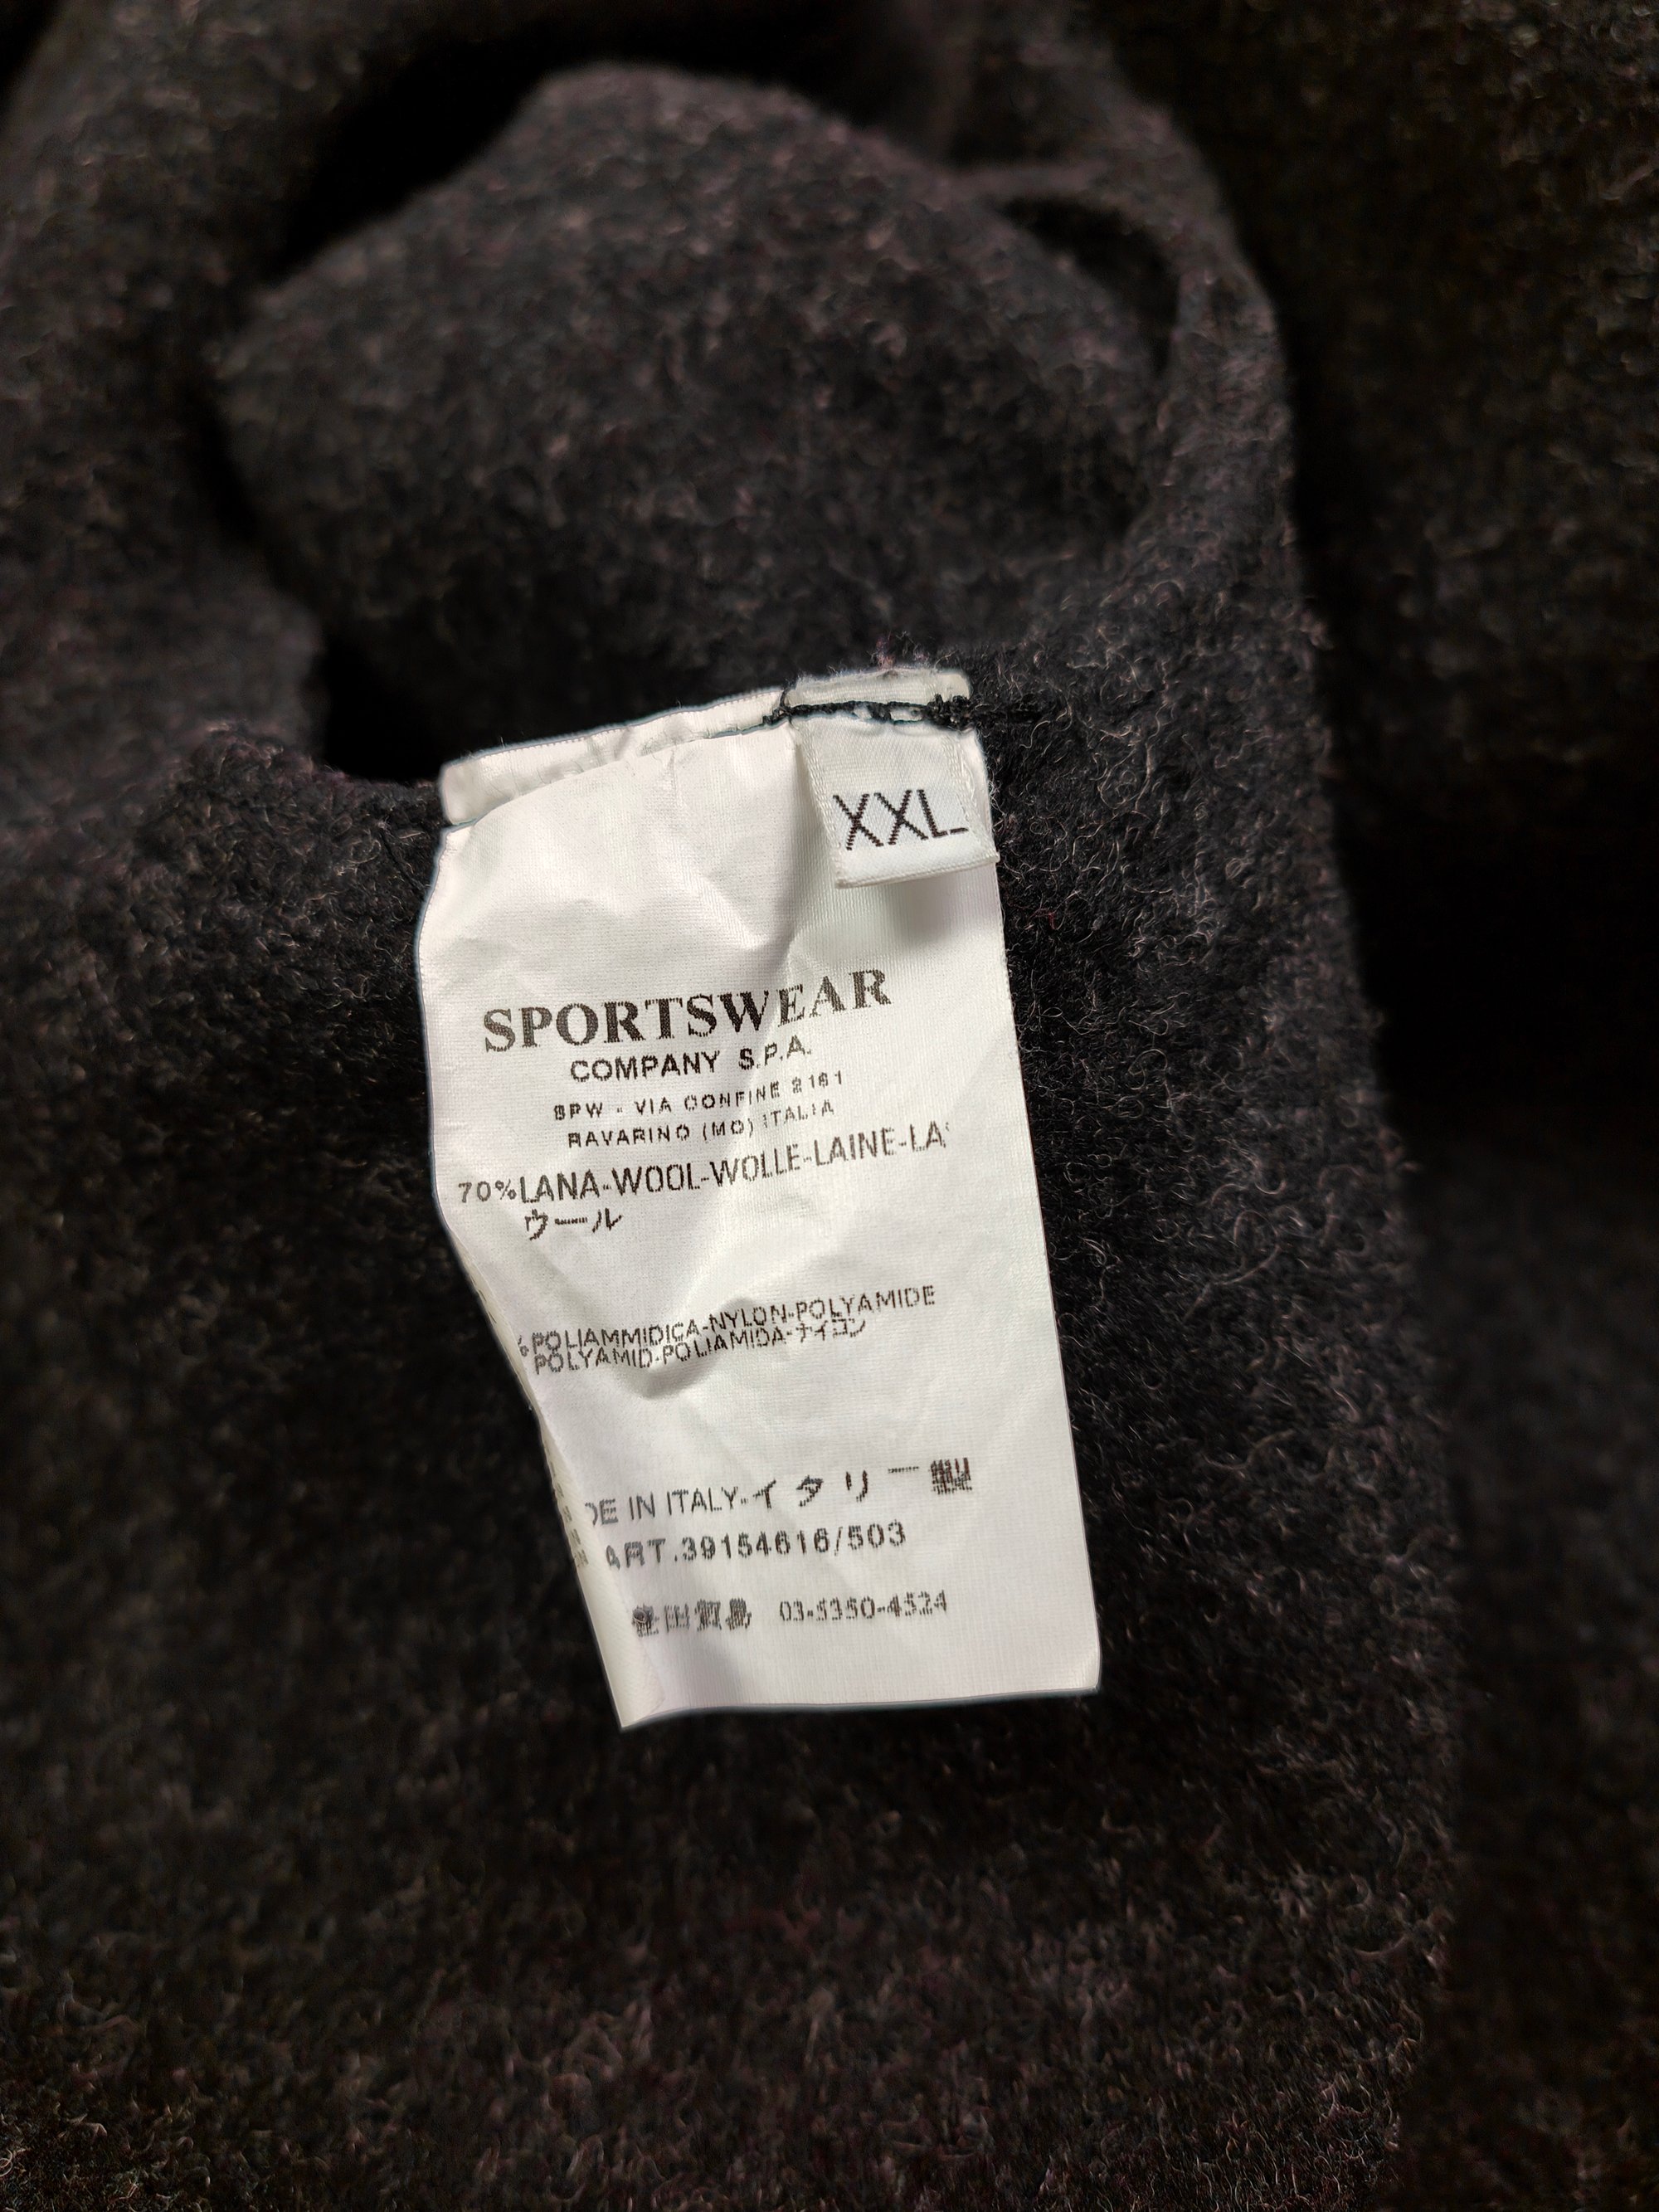 XXL
SPORTSWEAR
COMPANY S.P.A.
SPW - VIA CONFINE 2161
RAVARINO (MO) ITALIA
70%LANA-WOOL-WOLLE-LAINE-LA
ウール
%POLIAMMIDICA-NYLON-POLYAMIDE
POLYAMID-POLIAMIDA-ナイロン
DE IN ITALY-イタリー製
ART.39154616/503
03-5350-4524